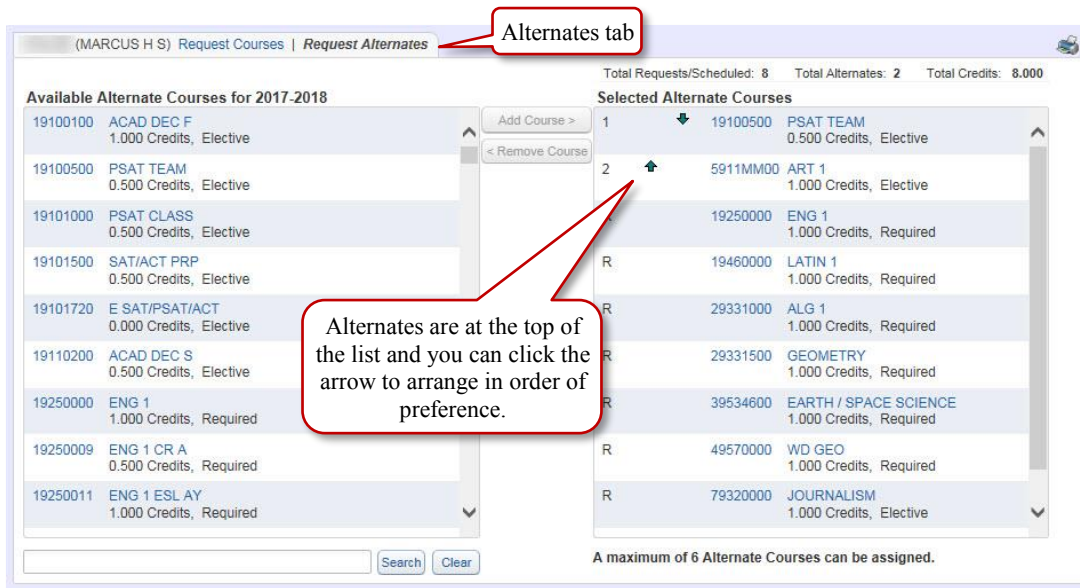 (MARCUS H S) Request Courses | Request Alternates
Alternates tab
Total Requests/Scheduled: 8 Total Alternates: 2 Total Credits: 8.000
Available Alternate Courses for 2017-2018
19100100 ACAD DEC F
1.000 Credits, Elective
19100500 PSAT TEAM
0.500 Credits, Elective
19101000 PSAT CLASS
0.500 Credits, Elective
19101500 SAT/ACT PRP
0.500 Credits, Elective
19101720 E SAT/PSAT/ACT
0.000 Credits, Elective
19110200 ACAD DEC S
0.500 Credits, Elective
19250000 ENG 1
1.000 Credits, Required
19250009 ENG 1 CR A
0.500 Credits, Required
19250011 ENG 1 ESL AY
1.000 Credits, Required
Search Clear
Add Course >
< Remove Course
Selected Alternate Courses
1 19100500 PSAT TEAM
0.500 Credits, Elective
2 5911MM00 ART 1
1.000 Credits, Elective
19250000 ENG 1
1.000 Credits, Required
R 19460000 LATIN 1
1.000 Credits, Required
R 29331000 ALG 1
1.000 Credits, Required
R 29331500 GEOMETRY
1.000 Credits, Required
R 39534600 EARTH / SPACE SCIENCE
1.000 Credits, Required
R 49570000 WD GEO
1.000 Credits, Required
R 79320000 JOURNALISM
1.000 Credits, Elective
A maximum of 6 Alternate Courses can be assigned.
Alternates are at the top of
the list and you can click the
arrow to arrange in order of
preference.